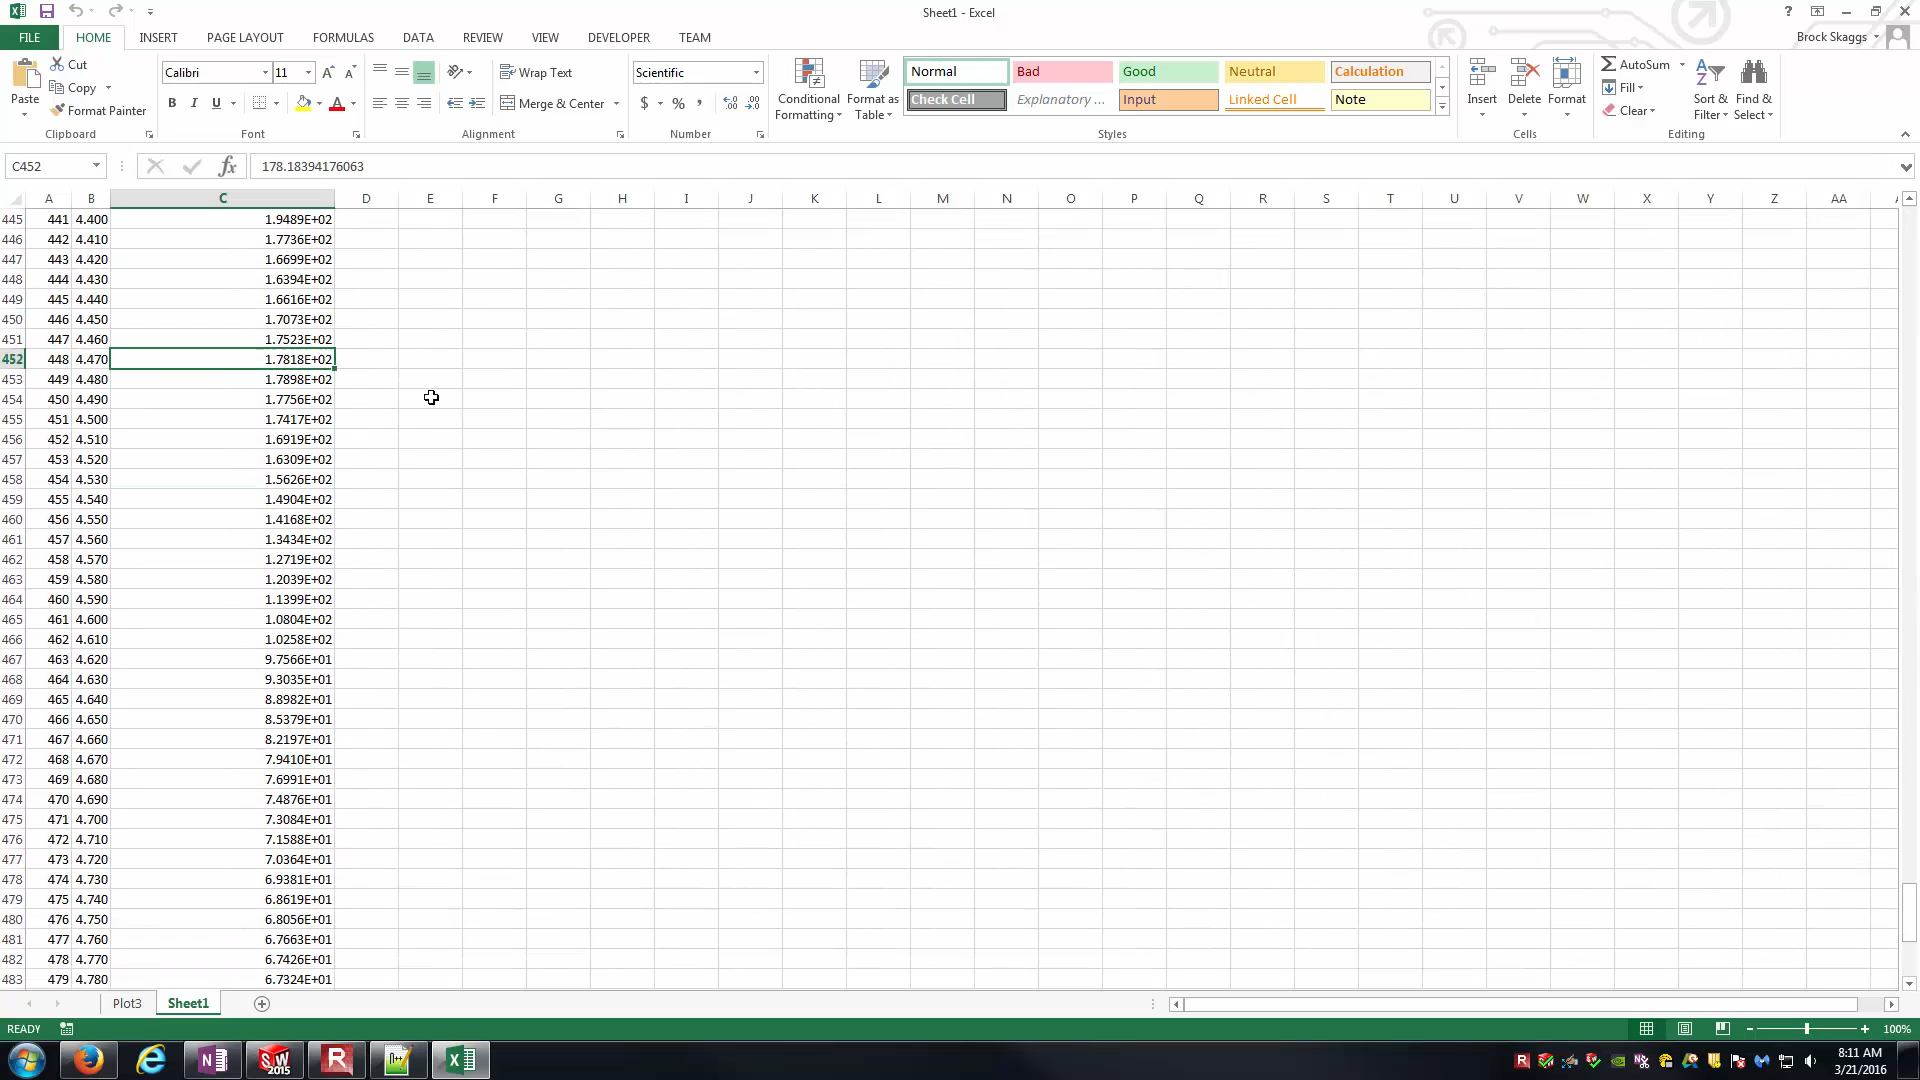 Sheet1 - Excel
FILE HOME INSERT PAGE LAYOUT FORMULAS DATA REVIEW VIEW DEVELOPER TEAM
Brock Skaggs
Paste
Cut
Copy
Format Painter
Clipboard
Calibri 11
B I U
Font
Wrap Text
Merge & Center
Alignment
Scientific
$ % ,
Number
Conditional Formatting
Format as Table
Normal Bad Good Neutral Calculation
Check Cell Explanatory ... Input Linked Cell Note
Styles
Insert Delete Format
Cells
AutoSum
Fill
Clear
Sort & Filter
Find & Select
Editing
C452 fx 178.18394176063
A B C D E F G H I J K L M N O P Q R S T U V W X Y Z AA
445 441 4.400 1.9489E+02
446 442 4.410 1.7736E+02
447 443 4.420 1.6699E+02
448 444 4.430 1.6394E+02
449 445 4.440 1.6616E+02
450 446 4.450 1.7073E+02
451 447 4.460 1.7523E+02
452 448 4.470 1.7818E+02
453 449 4.480 1.7898E+02
454 450 4.490 1.7756E+02
455 451 4.500 1.7417E+02
456 452 4.510 1.6919E+02
457 453 4.520 1.6309E+02
458 454 4.530 1.5626E+02
459 455 4.540 1.4904E+02
460 456 4.550 1.4168E+02
461 457 4.560 1.3434E+02
462 458 4.570 1.2719E+02
463 459 4.580 1.2039E+02
464 460 4.590 1.1399E+02
465 461 4.600 1.0804E+02
466 462 4.610 1.0258E+02
467 463 4.620 9.7566E+01
468 464 4.630 9.3035E+01
469 465 4.640 8.8982E+01
470 466 4.650 8.5379E+01
471 467 4.660 8.2197E+01
472 468 4.670 7.9410E+01
473 469 4.680 7.6991E+01
474 470 4.690 7.4876E+01
475 471 4.700 7.3084E+01
476 472 4.710 7.1588E+01
477 473 4.720 7.0364E+01
478 474 4.730 6.9381E+01
479 475 4.740 6.8619E+01
480 476 4.750 6.8056E+01
481 477 4.760 6.7663E+01
482 478 4.770 6.7426E+01
483 479 4.780 6.7324E+01
Plot3 Sheet1
READY
100%
8:11 AM
3/21/2016